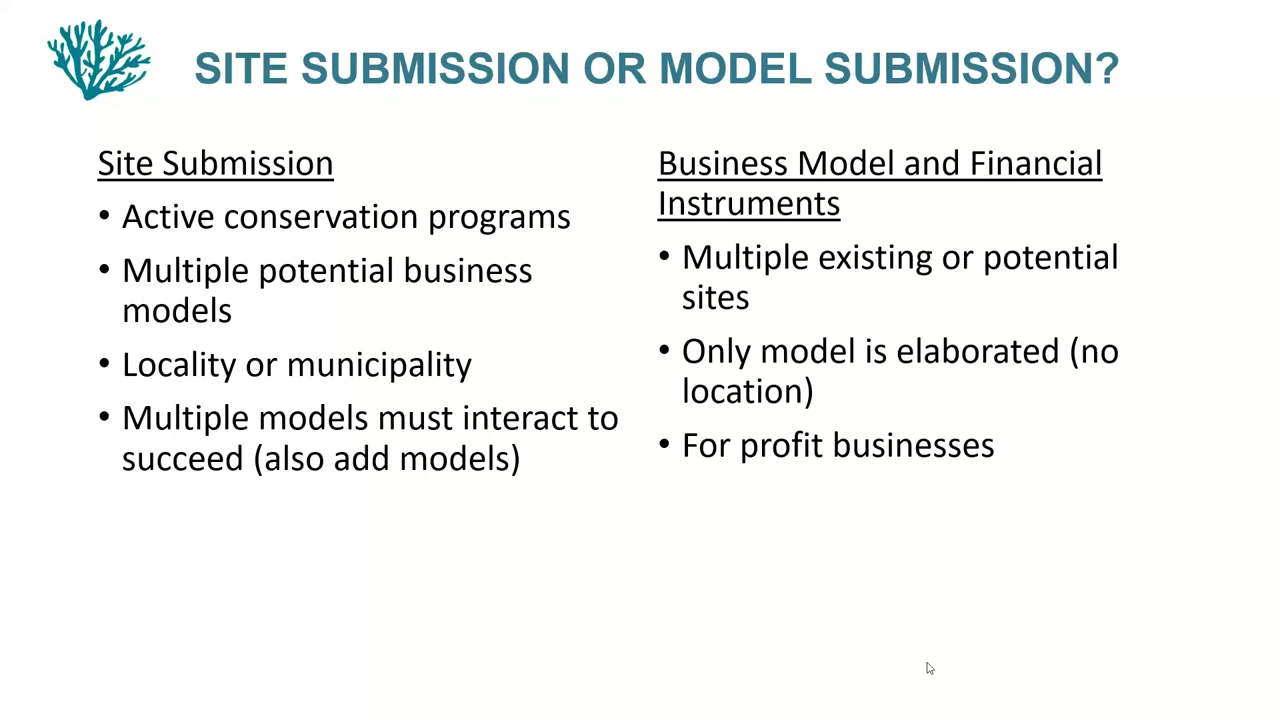 SITE SUBMISSION OR MODEL SUBMISSION?
Site Submission
• Active conservation programs
• Multiple potential business
models
• Locality or municipality
• Multiple models must interact to
succeed (also add models)
Business Model and Financial
Instruments
• Multiple existing or potential
sites
• Only model is elaborated (no
location)
• For profit businesses